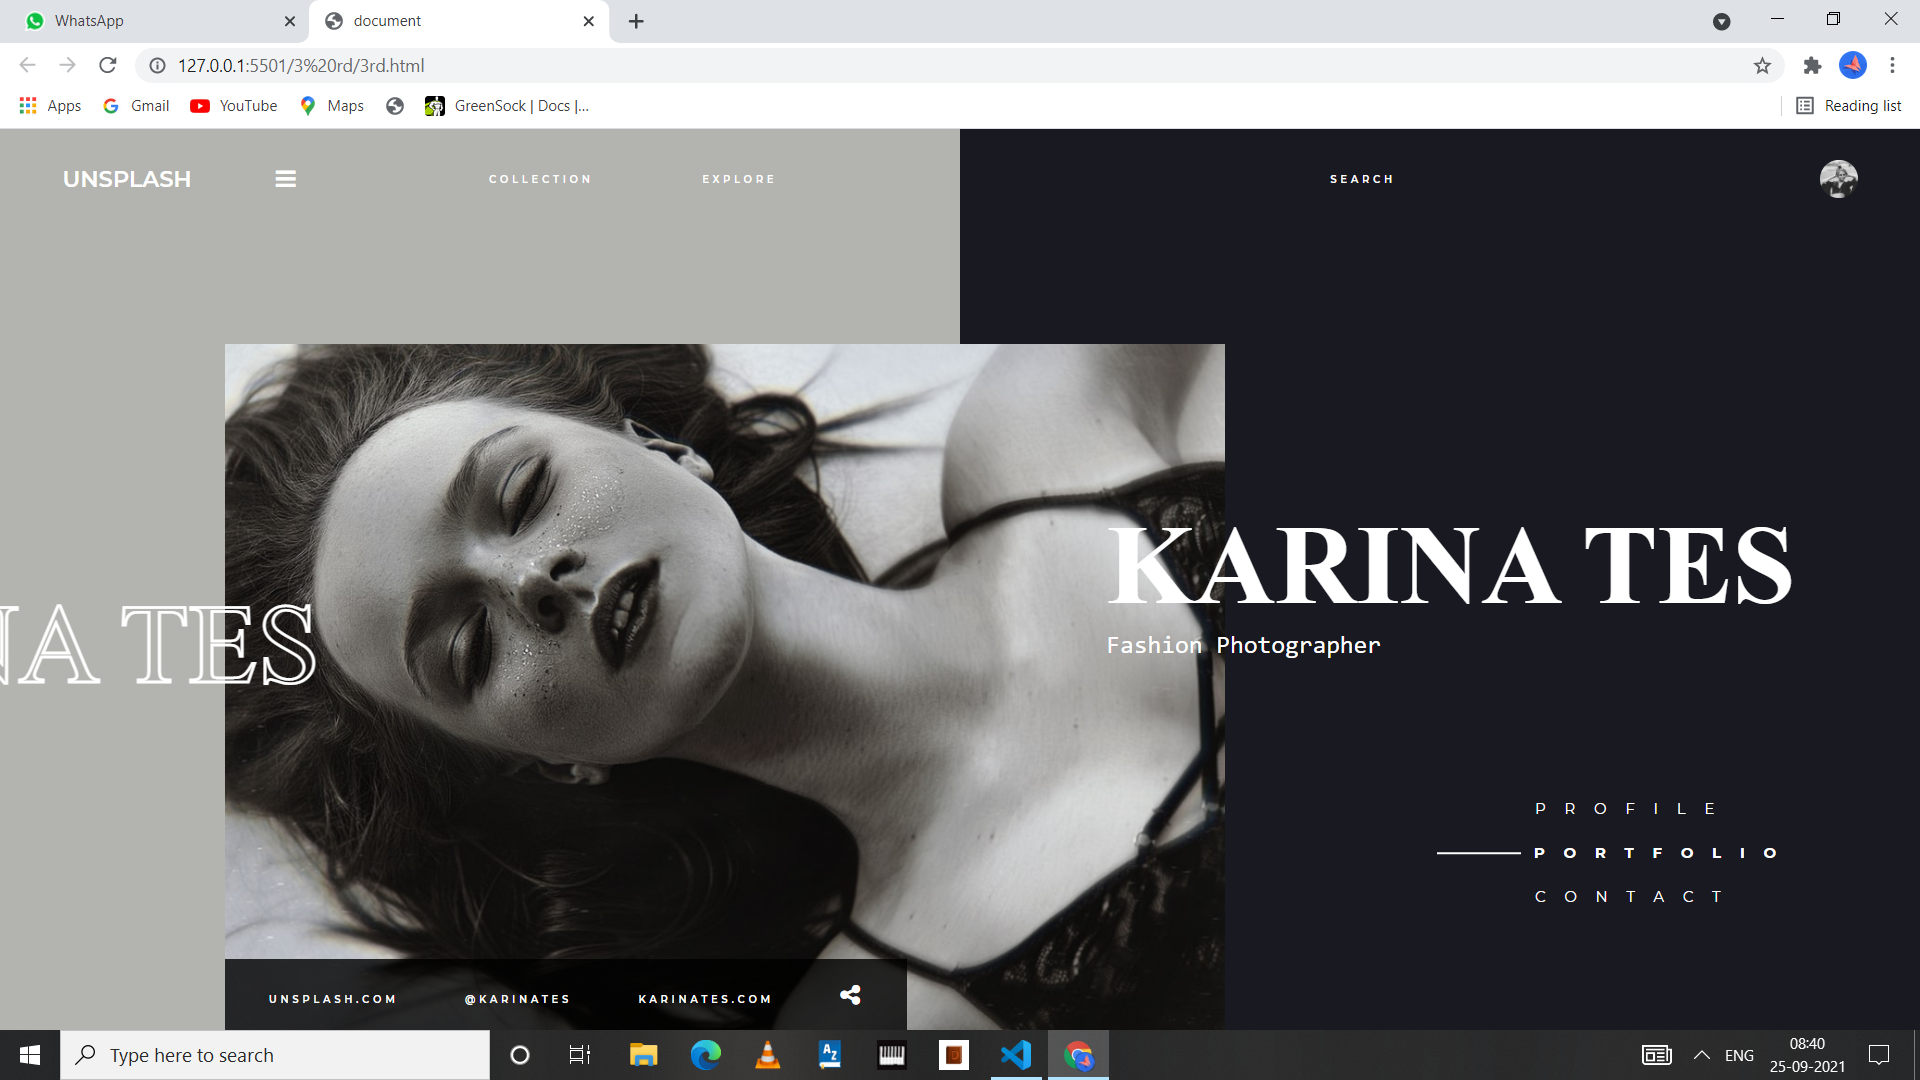 WhatsApp
document
127.0.0.1:5501/3%20rd/3rd.html
Apps
Gmail
YouTube
Maps
GreenSock | Docs |...
Reading list
UNSPLASH
COLLECTION
EXPLORE
SEARCH
KARINA TES
Fashion Photographer
NA TES
PROFILE
PORTFOLIO
CONTACT
UNSPLASH.COM
@KARINATES
KARINATES.COM
Type here to search
ENG
08:40
25-09-2021